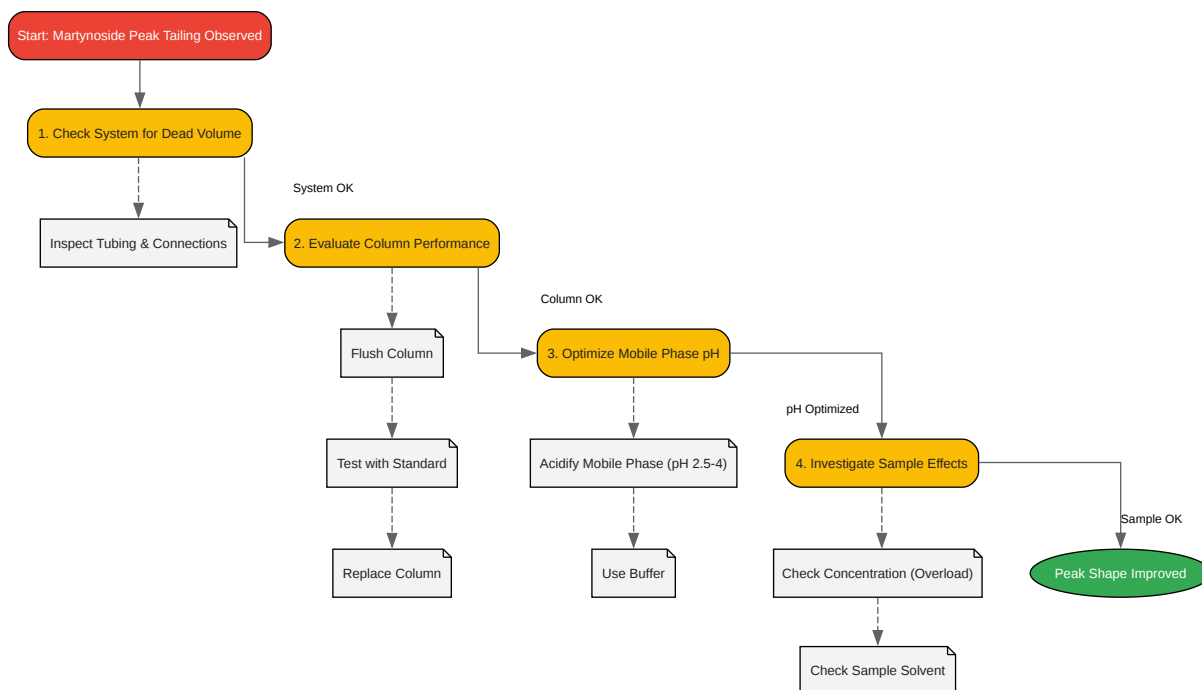 Start: Martynoside Peak Tailing Observed
1. Check System for Dead Volume
System OK
Inspect Tubing & Connections
2. Evaluate Column Performance
Column OK
Flush Column
3. Optimize Mobile Phase pH
pH Optimized
Test with Standard
Acidify Mobile Phase (pH 2.5-4)
4. Investigate Sample Effects
Sample OK
Replace Column
Use Buffer
Check Concentration (Overload)
Peak Shape Improved
Check Sample Solvent